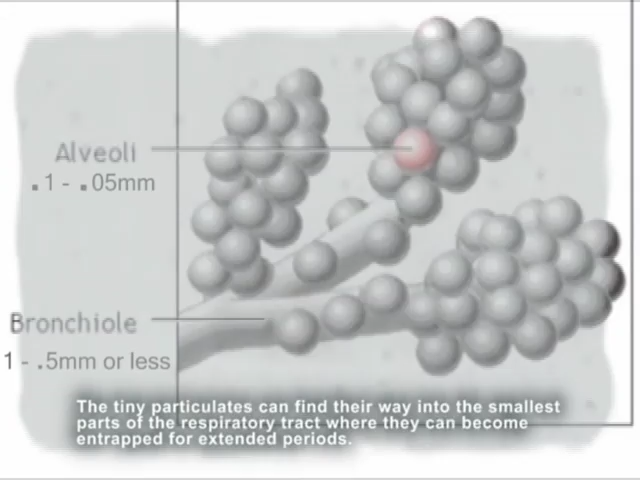 Alveoli
.1 - .05mm
Bronchiole
1 - .5mm or less
The tiny particulates can find their way into the smallest
parts of the respiratory tract where they can become
entrapped for extended periods.